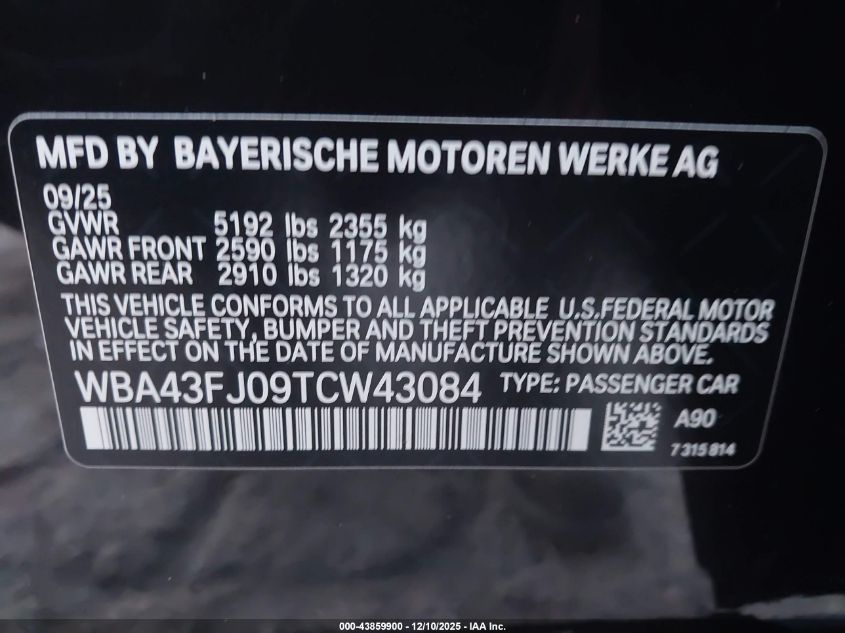 MFD BY BAYERISCHE MOTOREN WERKE AG
09/25
GVWR 5192 lbs 2355 kg
GAWR FRONT 2590 lbs 1175 kg
GAWR REAR 2910 lbs 1320 kg
THIS VEHICLE CONFORMS TO ALL APPLICABLE U.S.FEDERAL MOTOR
VEHICLE SAFETY, BUMPER AND THEFT PREVENTION STANDARDS
IN EFFECT ON THE DATE OF MANUFACTURE SHOWN ABOVE.
WBA43FJ09TCW43084 TYPE: PASSENGER CAR
A90
7315814
000-43859900 - 12/10/2025 - IAA Inc.